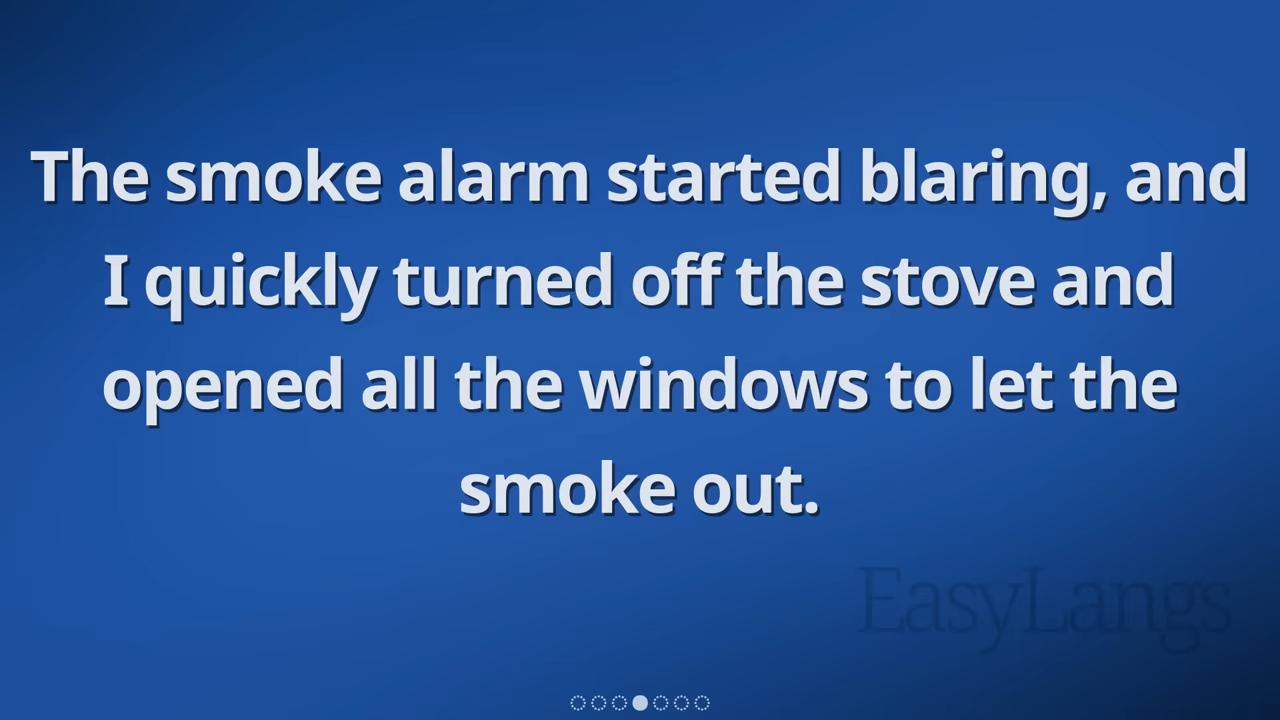 The smoke alarm started blaring, and
I quickly turned off the stove and
opened all the windows to let the
smoke out.
EasyLangs